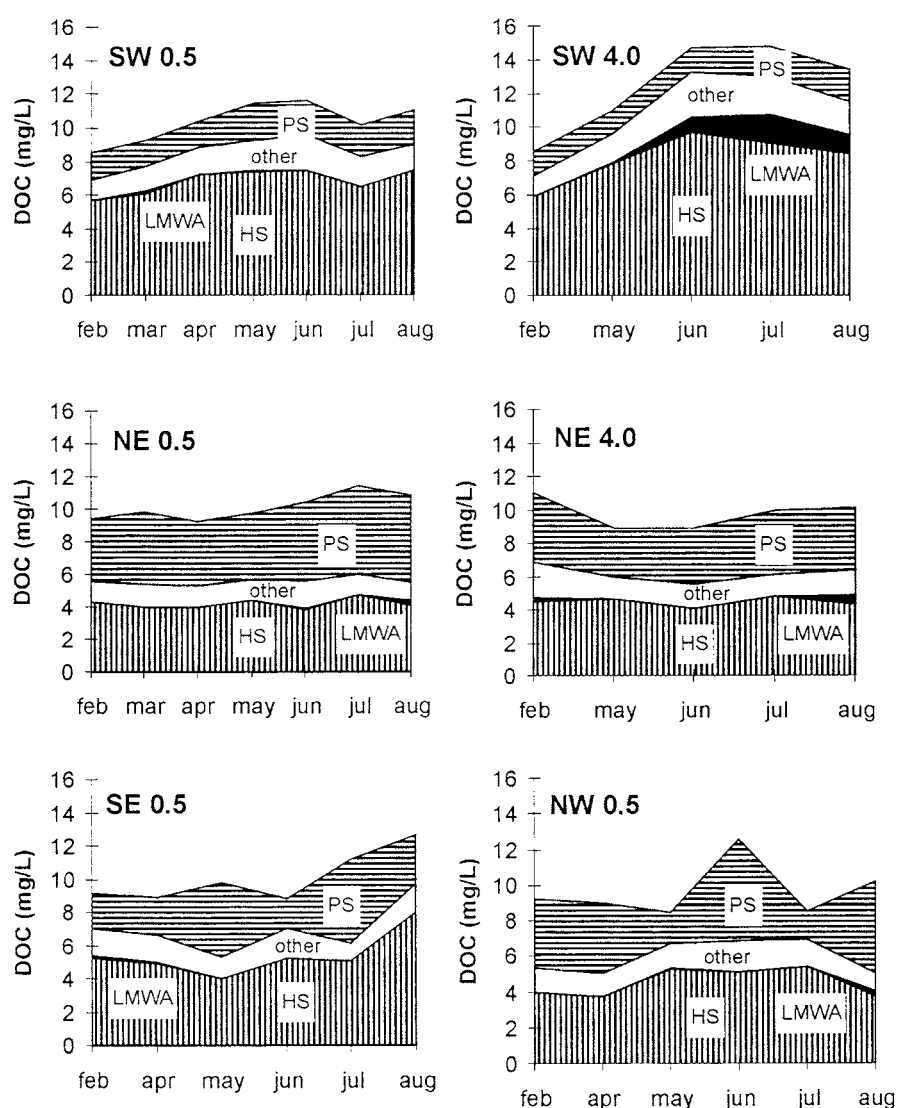 SW 0.5
DOC (mg/L)
16
14
12
10
8
6
4
2
0
PS
other
LMWA
HS
feb mar apr may jun jul aug
SW 4.0
DOC (mg/L)
16
14
12
10
8
6
4
2
0
PS
other
LMWA
HS
feb may jun jul aug
NE 0.5
DOC (mg/L)
16
14
12
10
8
6
4
2
0
PS
other
HS LMWA
feb mar apr may jun jul aug
NE 4.0
DOC (mg/L)
16
14
12
10
8
6
4
2
0
PS
other
HS LMWA
feb may jun jul aug
SE 0.5
DOC (mg/L)
16
14
12
10
8
6
4
2
0
PS
other
LMWA HS
feb apr may jun jul aug
NW 0.5
DOC (mg/L)
16
14
12
10
8
6
4
2
0
PS
other
HS LMWA
feb apr may jun jul aug